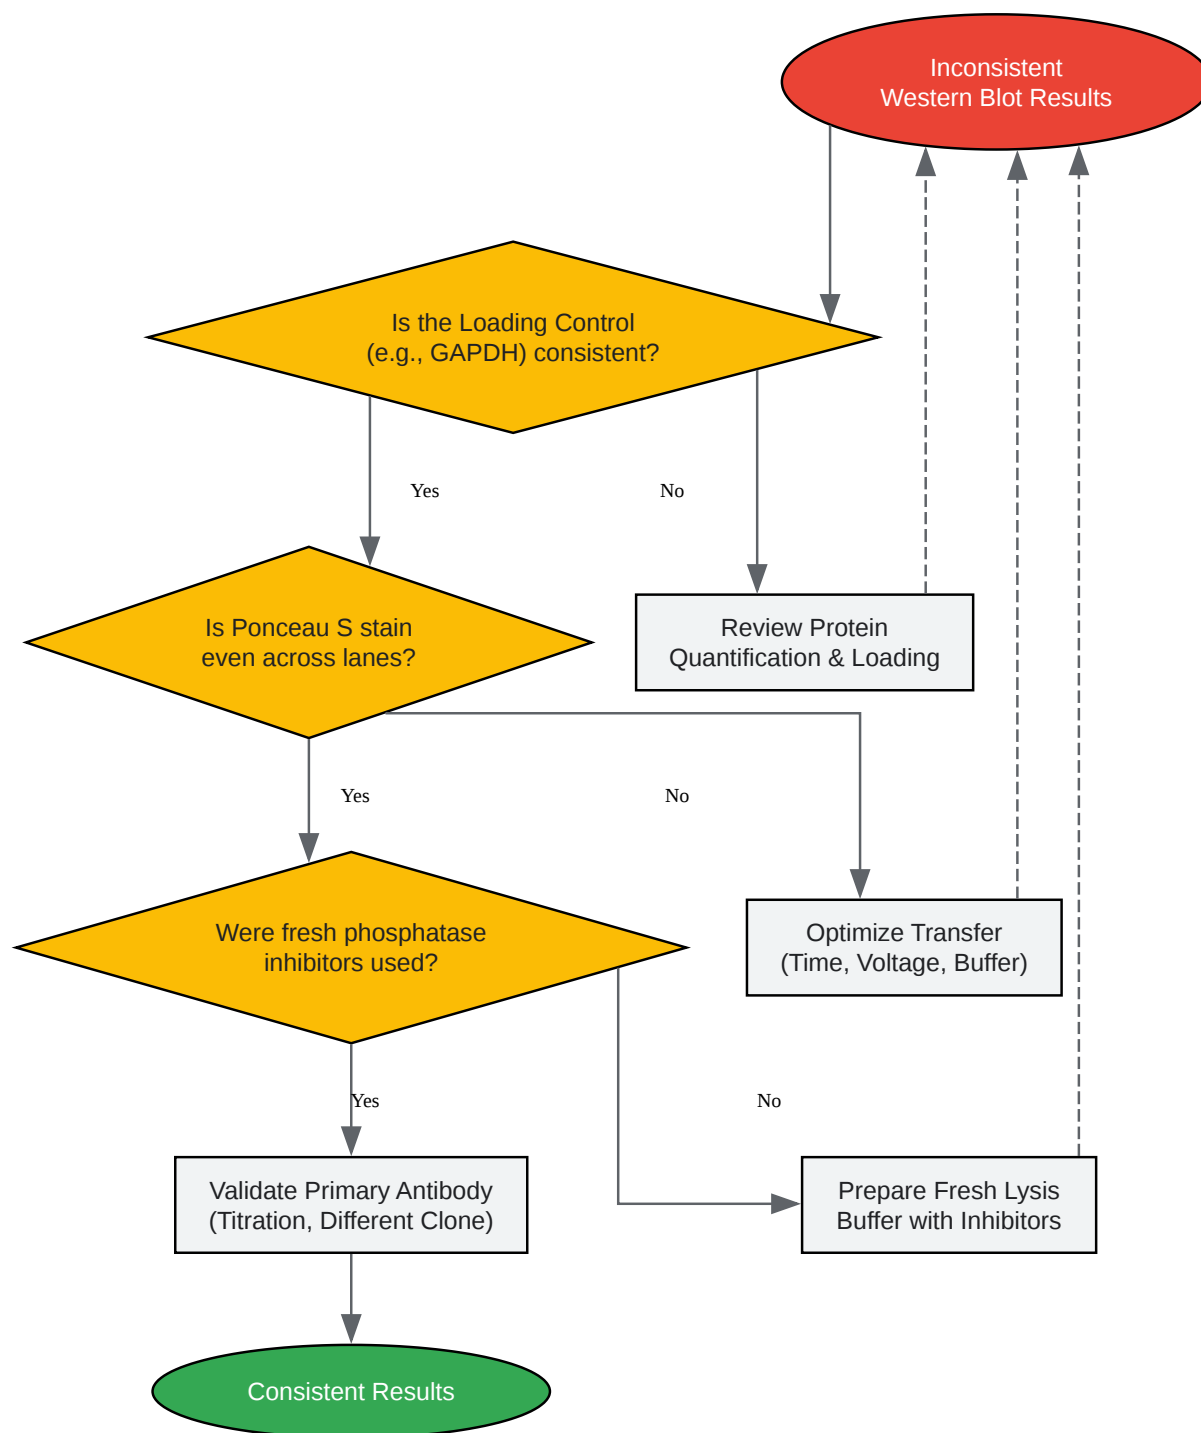 Inconsistent
Western Blot Results
Is the Loading Control
(e.g., GAPDH) consistent?
Yes
No
Is Ponceau S stain
even across lanes?
Review Protein
Quantification & Loading
Yes
No
Were fresh phosphatase
inhibitors used?
Optimize Transfer
(Time, Voltage, Buffer)
Yes
No
Validate Primary Antibody
(Titration, Different Clone)
Prepare Fresh Lysis
Buffer with Inhibitors
Consistent Results